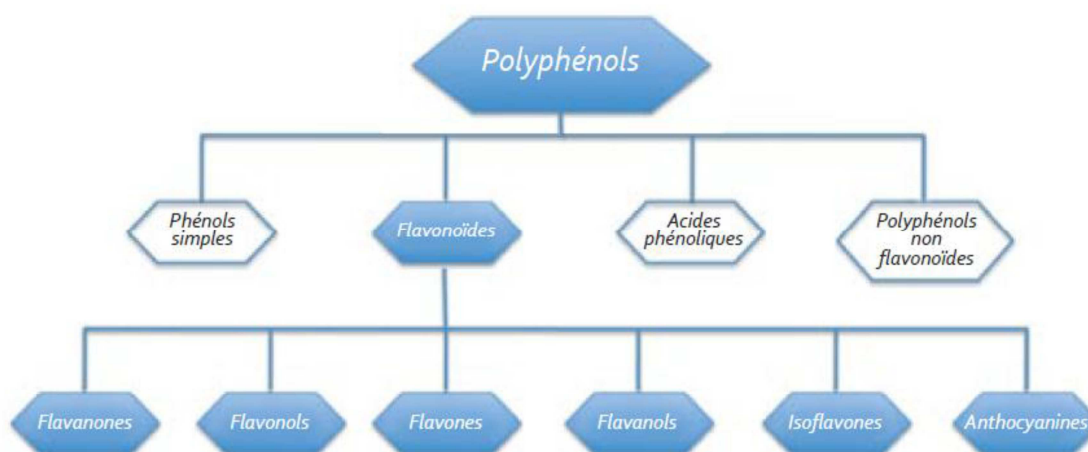 Polyphénols
Phénols
simples
Flavonoïdes
Acides
phénoliques
Polyphénols
non
flavonoïdes
Flavanones
Flavonols
Flavones
Flavanols
Isoflavones
Anthocyanines